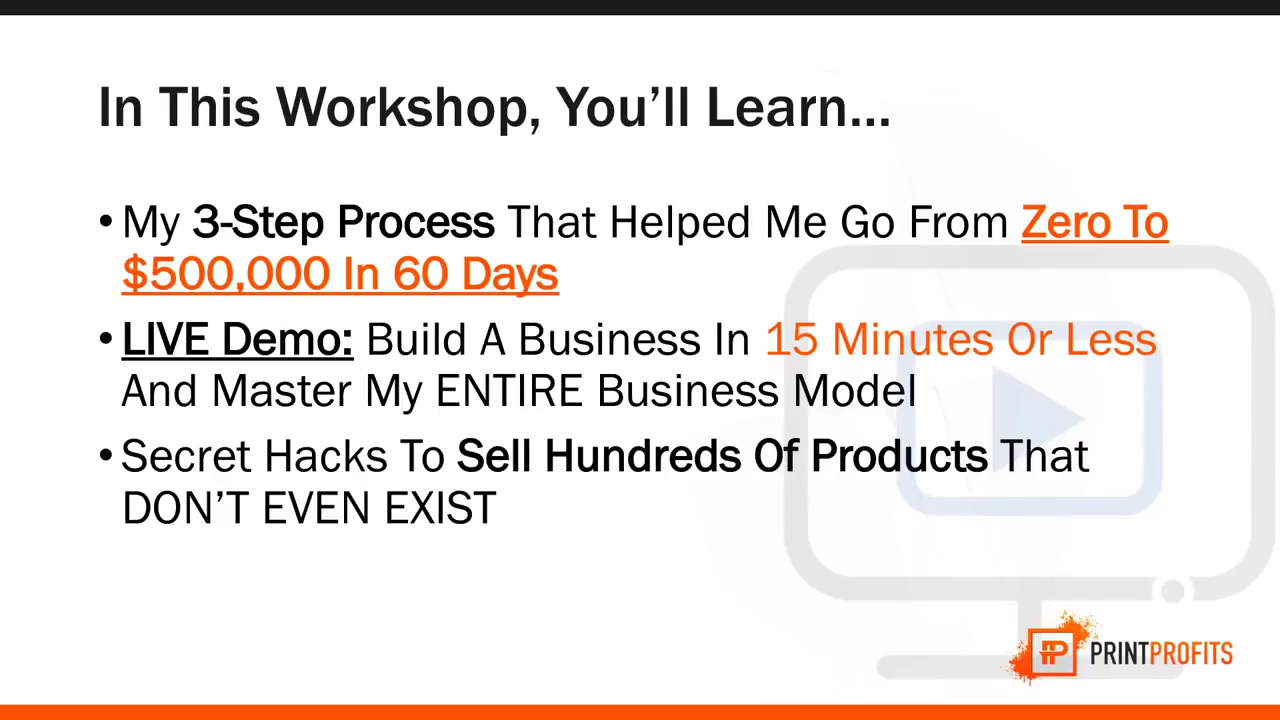 In This Workshop, You’ll Learn...
• My 3-Step Process That Helped Me Go From Zero To
$500,000 In 60 Days
• LIVE Demo: Build A Business In 15 Minutes Or Less
And Master My ENTIRE Business Model
• Secret Hacks To Sell Hundreds Of Products That
DON’T EVEN EXIST
PRINTPROFITS